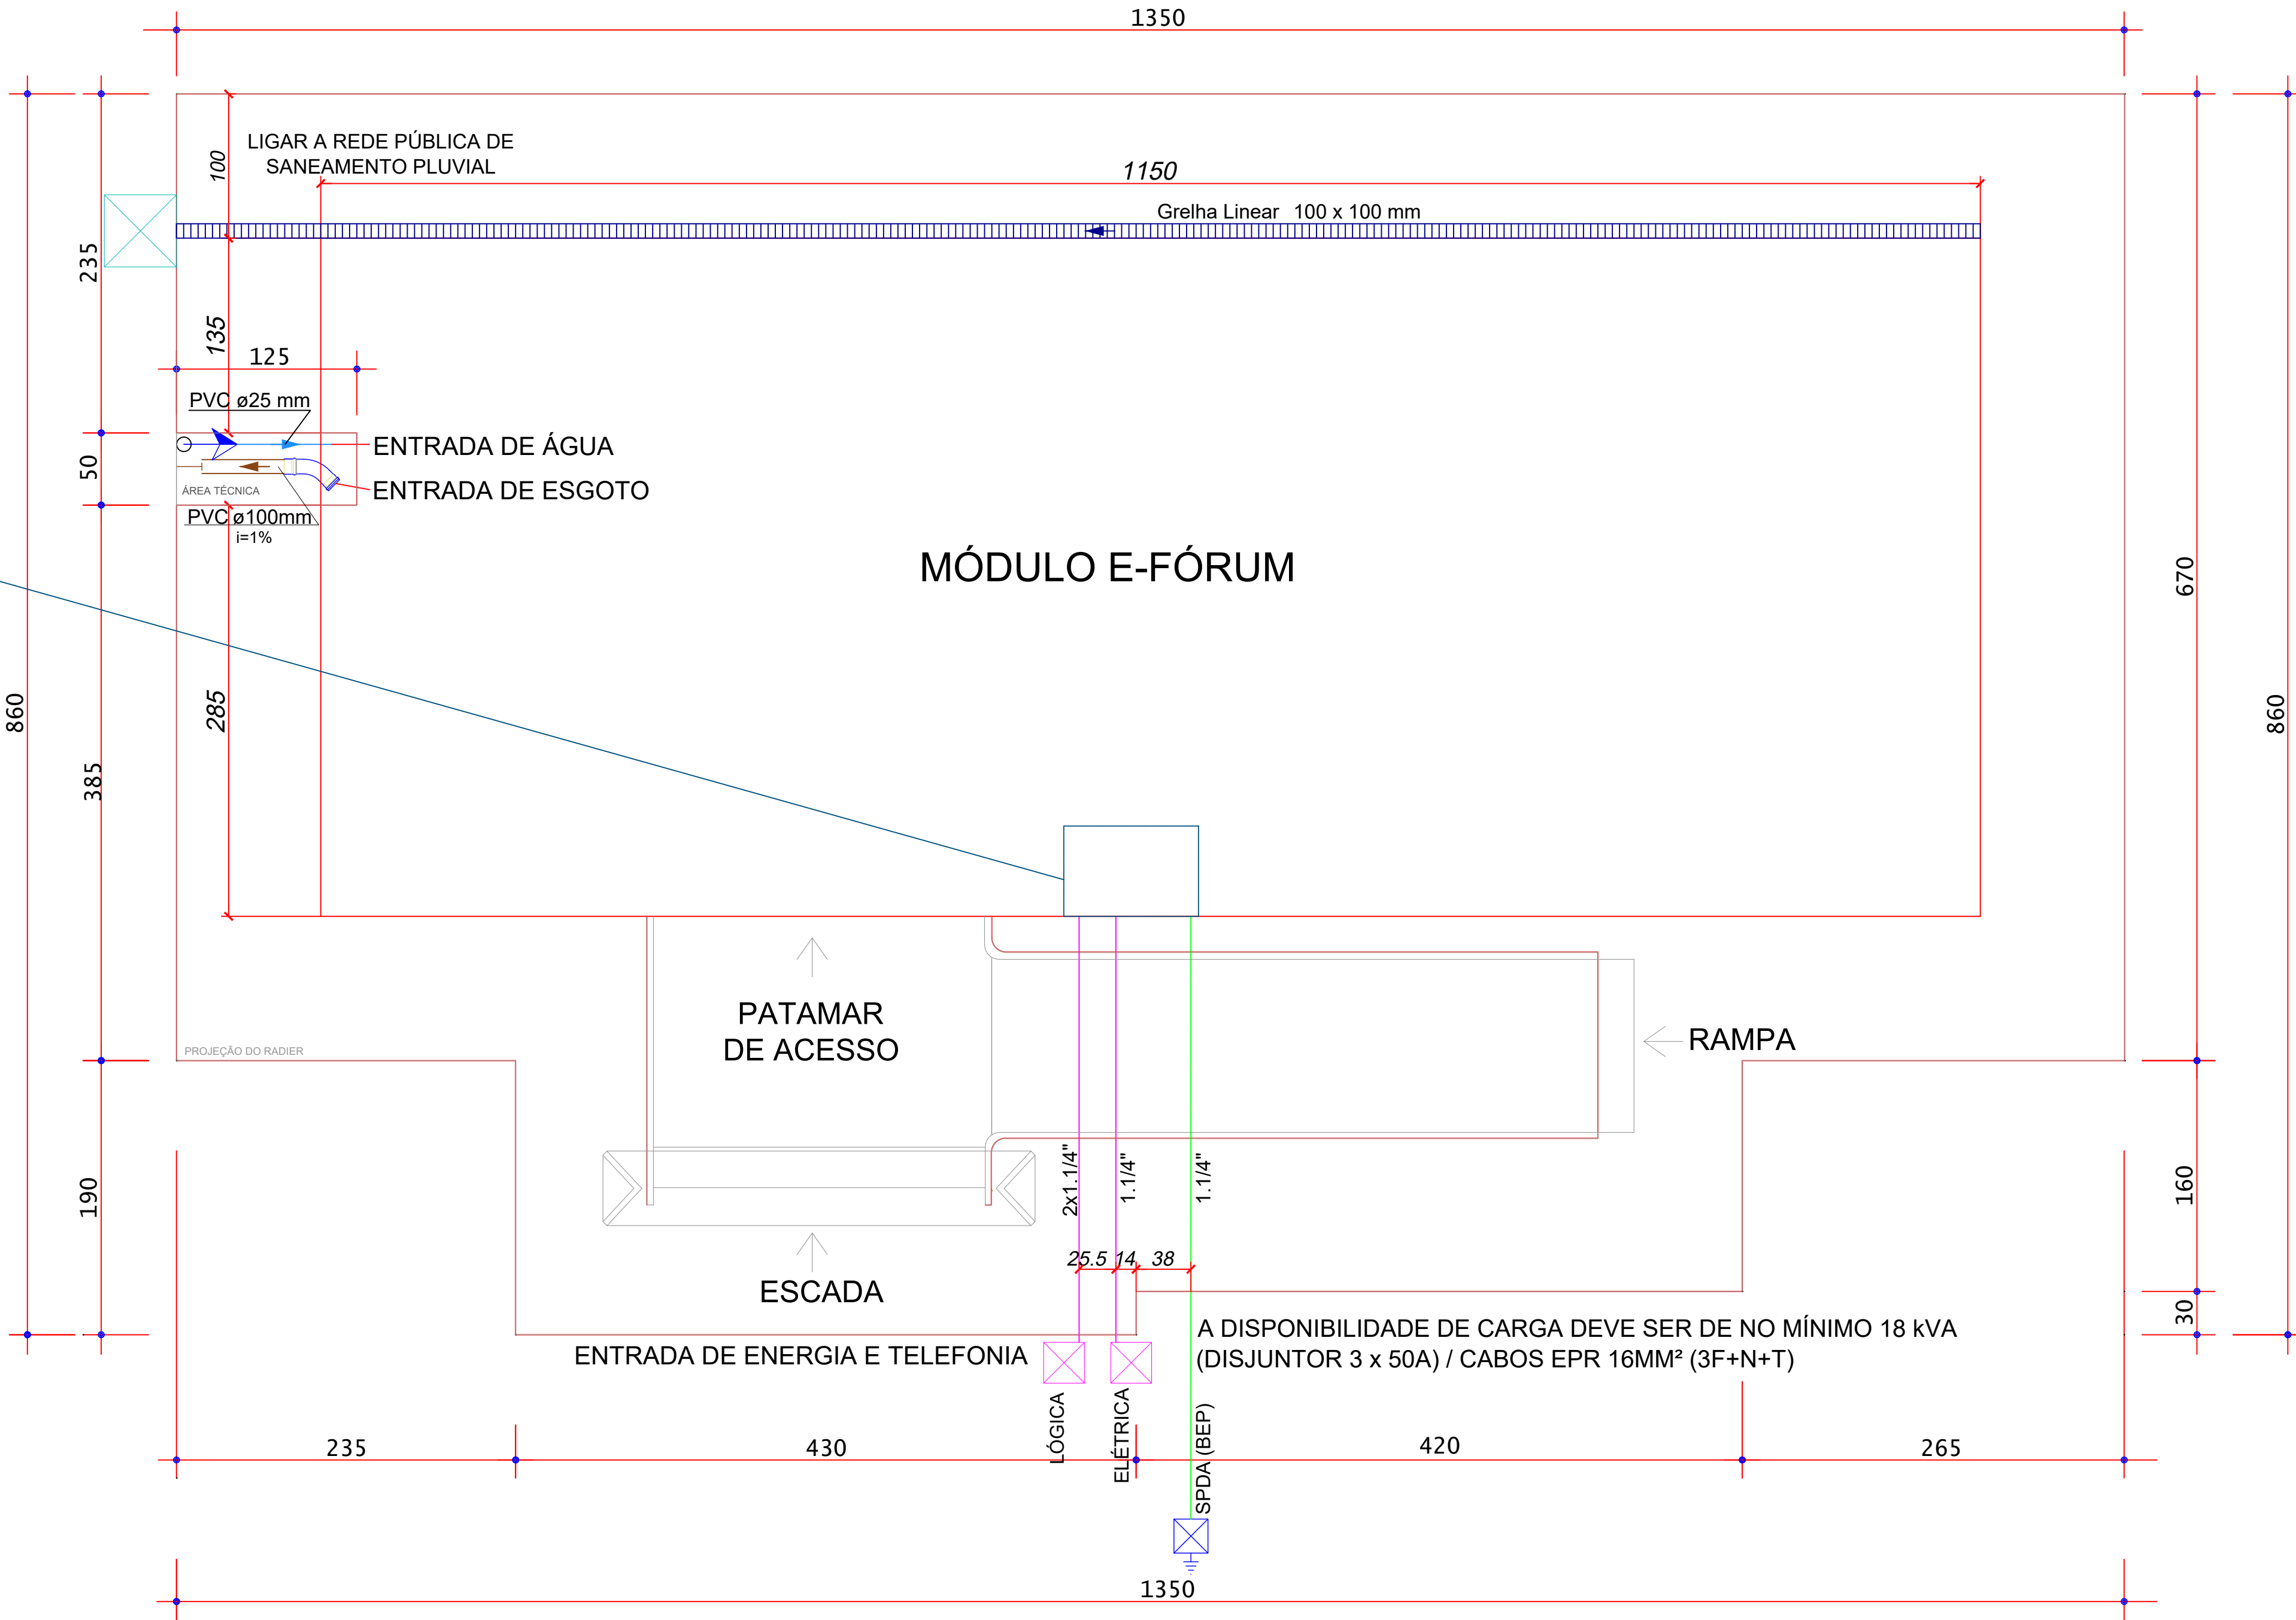 1350
LIGAR A REDE PÚBLICA DE
SANEAMENTO PLUVIAL
100
1150
Grelha Linear 100 x 100 mm
235
135
125
PVC ø25 mm
ENTRADA DE ÁGUA
50
ÁREA TÉCNICA
ENTRADA DE ESGOTO
PVC ø100mm
i=1%
MÓDULO E-FÓRUM
670
860
285
860
385
PATAMAR
DE ACESSO
RAMPA
PROJEÇÃO DO RADIER
190
2x1.1/4"
1.1/4"
1.1/4"
160
25.5
14
38
ESCADA
30
A DISPONIBILIDADE DE CARGA DEVE SER DE NO MÍNIMO 18 kVA
(DISJUNTOR 3 x 50A) / CABOS EPR 16MM² (3F+N+T)
ENTRADA DE ENERGIA E TELEFONIA
LÓGICA
ELÉTRICA
SPDA (BEP)
235
430
420
265
1350